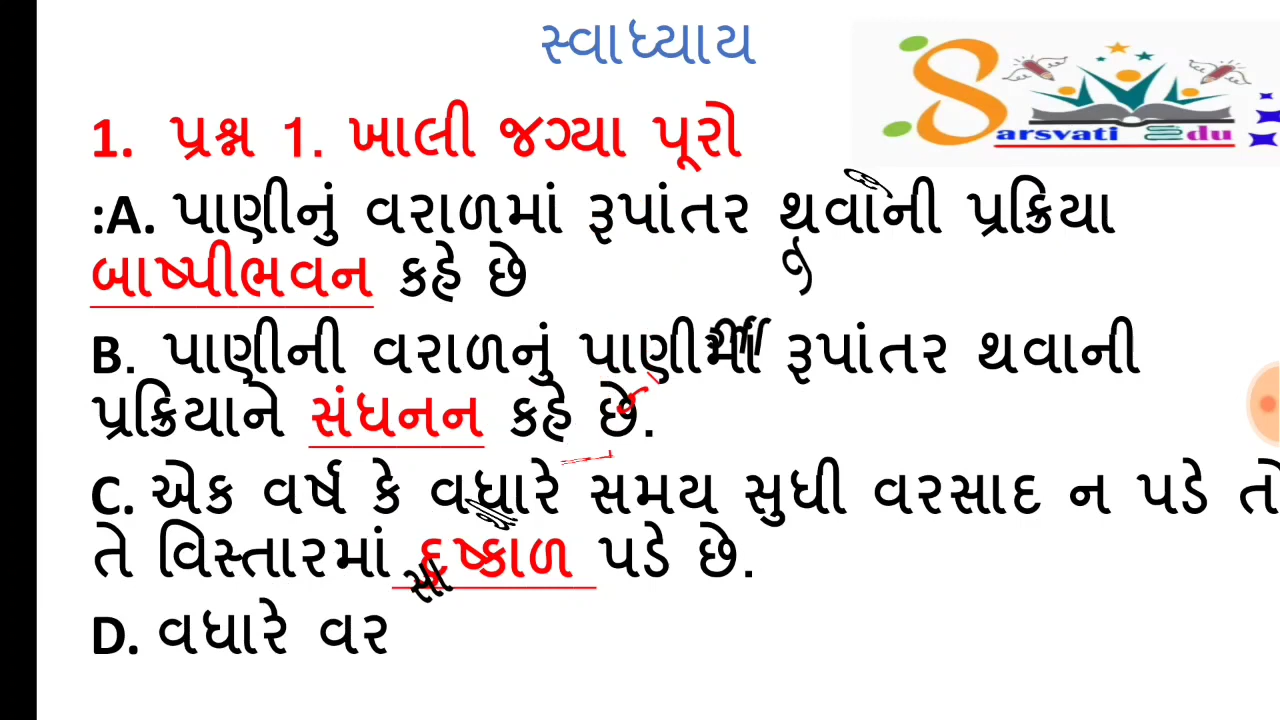 સ્વાધ્યાય
Sarsvati Edu
1. પ્રશ્ન 1. ખાલી જગ્યા પૂરો
:A. પાણીનું વરાળમાં રૂપાંતર થવાની પ્રક્રિયા
બાષ્પીભવન કહે છે
B. પાણીની વરાળનું પાણીમાં રૂપાંતર થવાની
પ્રક્રિયાને સંઘનન કહે છે.
C. એક વર્ષ કે વધારે સમય સુધી વરસાદ ન પડે તો
તે વિસ્તારમાં દુષ્કાળ પડે છે.
D. વધારે વર
સા